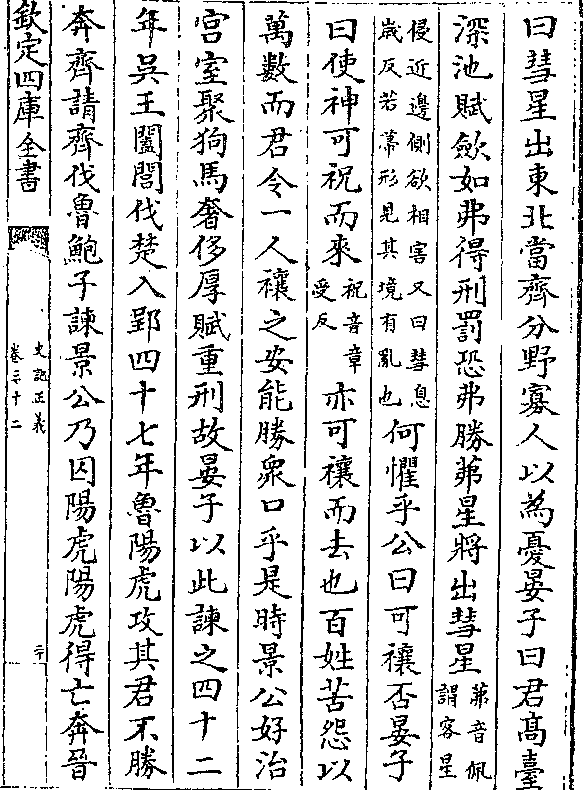 曰彗星出東北當齊分野寡人以為憂晏子曰君髙臺
深池賦歛如弗得刑罰恐弗勝茀星將出彗星茀音佩謂客星
侵近邊側欲相害又曰彗息歲反若帚形見其境有亂也何懼乎公曰可禳否晏子
曰使神可祝而來祝音章受反亦可禳而去也百姓苦怨以
萬數而君令一人禳之安能勝衆口乎是時景公好治
宫室聚狗馬奢侈厚賦重刑故晏子以此諫之四十二
年吳王闔閭伐楚入郢四十七年魯陽虎攻其君不勝
奔齊請齊伐魯鮑子諫景公乃囚陽虎陽虎得亡奔晉
欽定四庫全書
史記正義
卷三十二
二十